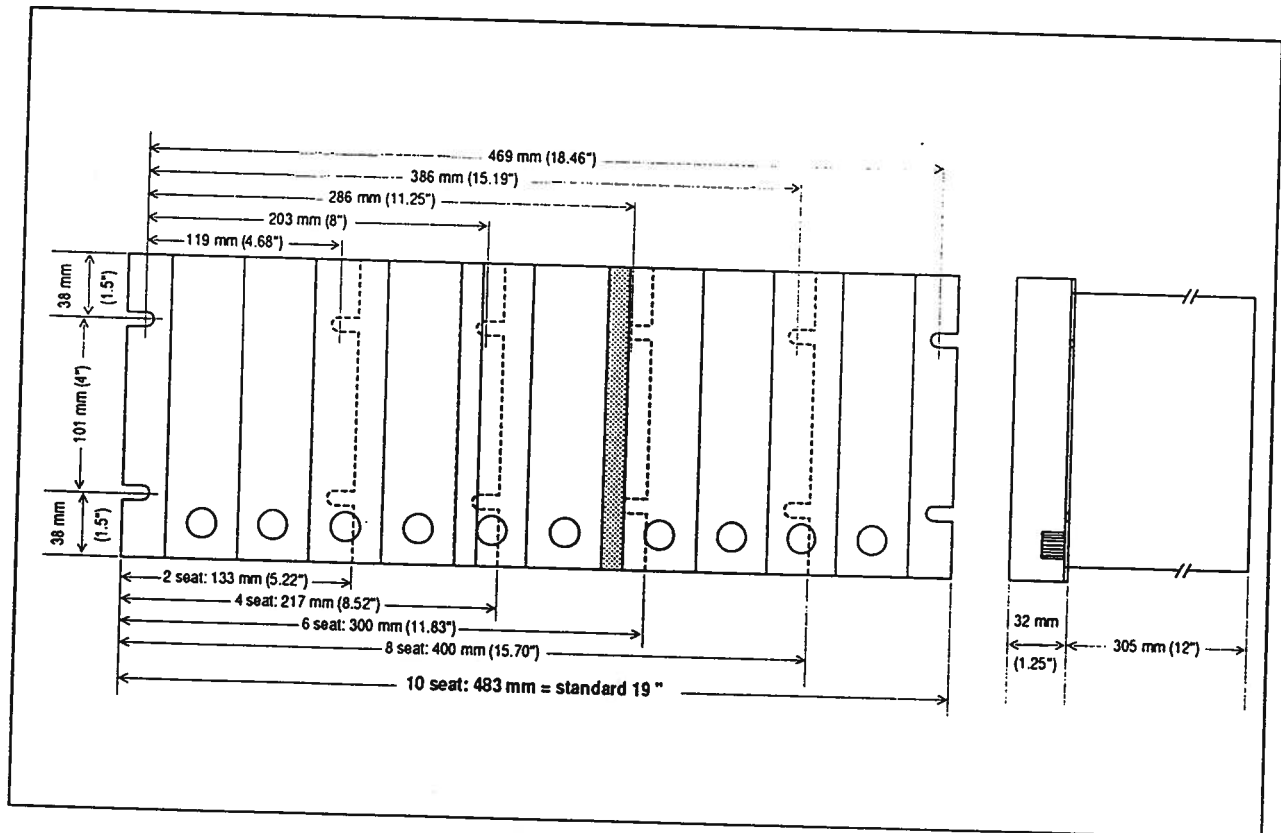 469 mm (18.46")
386 mm (15.19")
286 mm (11.25")
203 mm (8")
119 mm (4.68")
38 mm
(1.5")
101 mm (4")
38 mm
(1.5")
2 seat: 133 mm (5.22")
4 seat: 217 mm (8.52")
6 seat: 300 mm (11.83")
8 seat: 400 mm (15.70")
10 seat: 483 mm = standard 19 "
32 mm
(1.25")
305 mm (12")